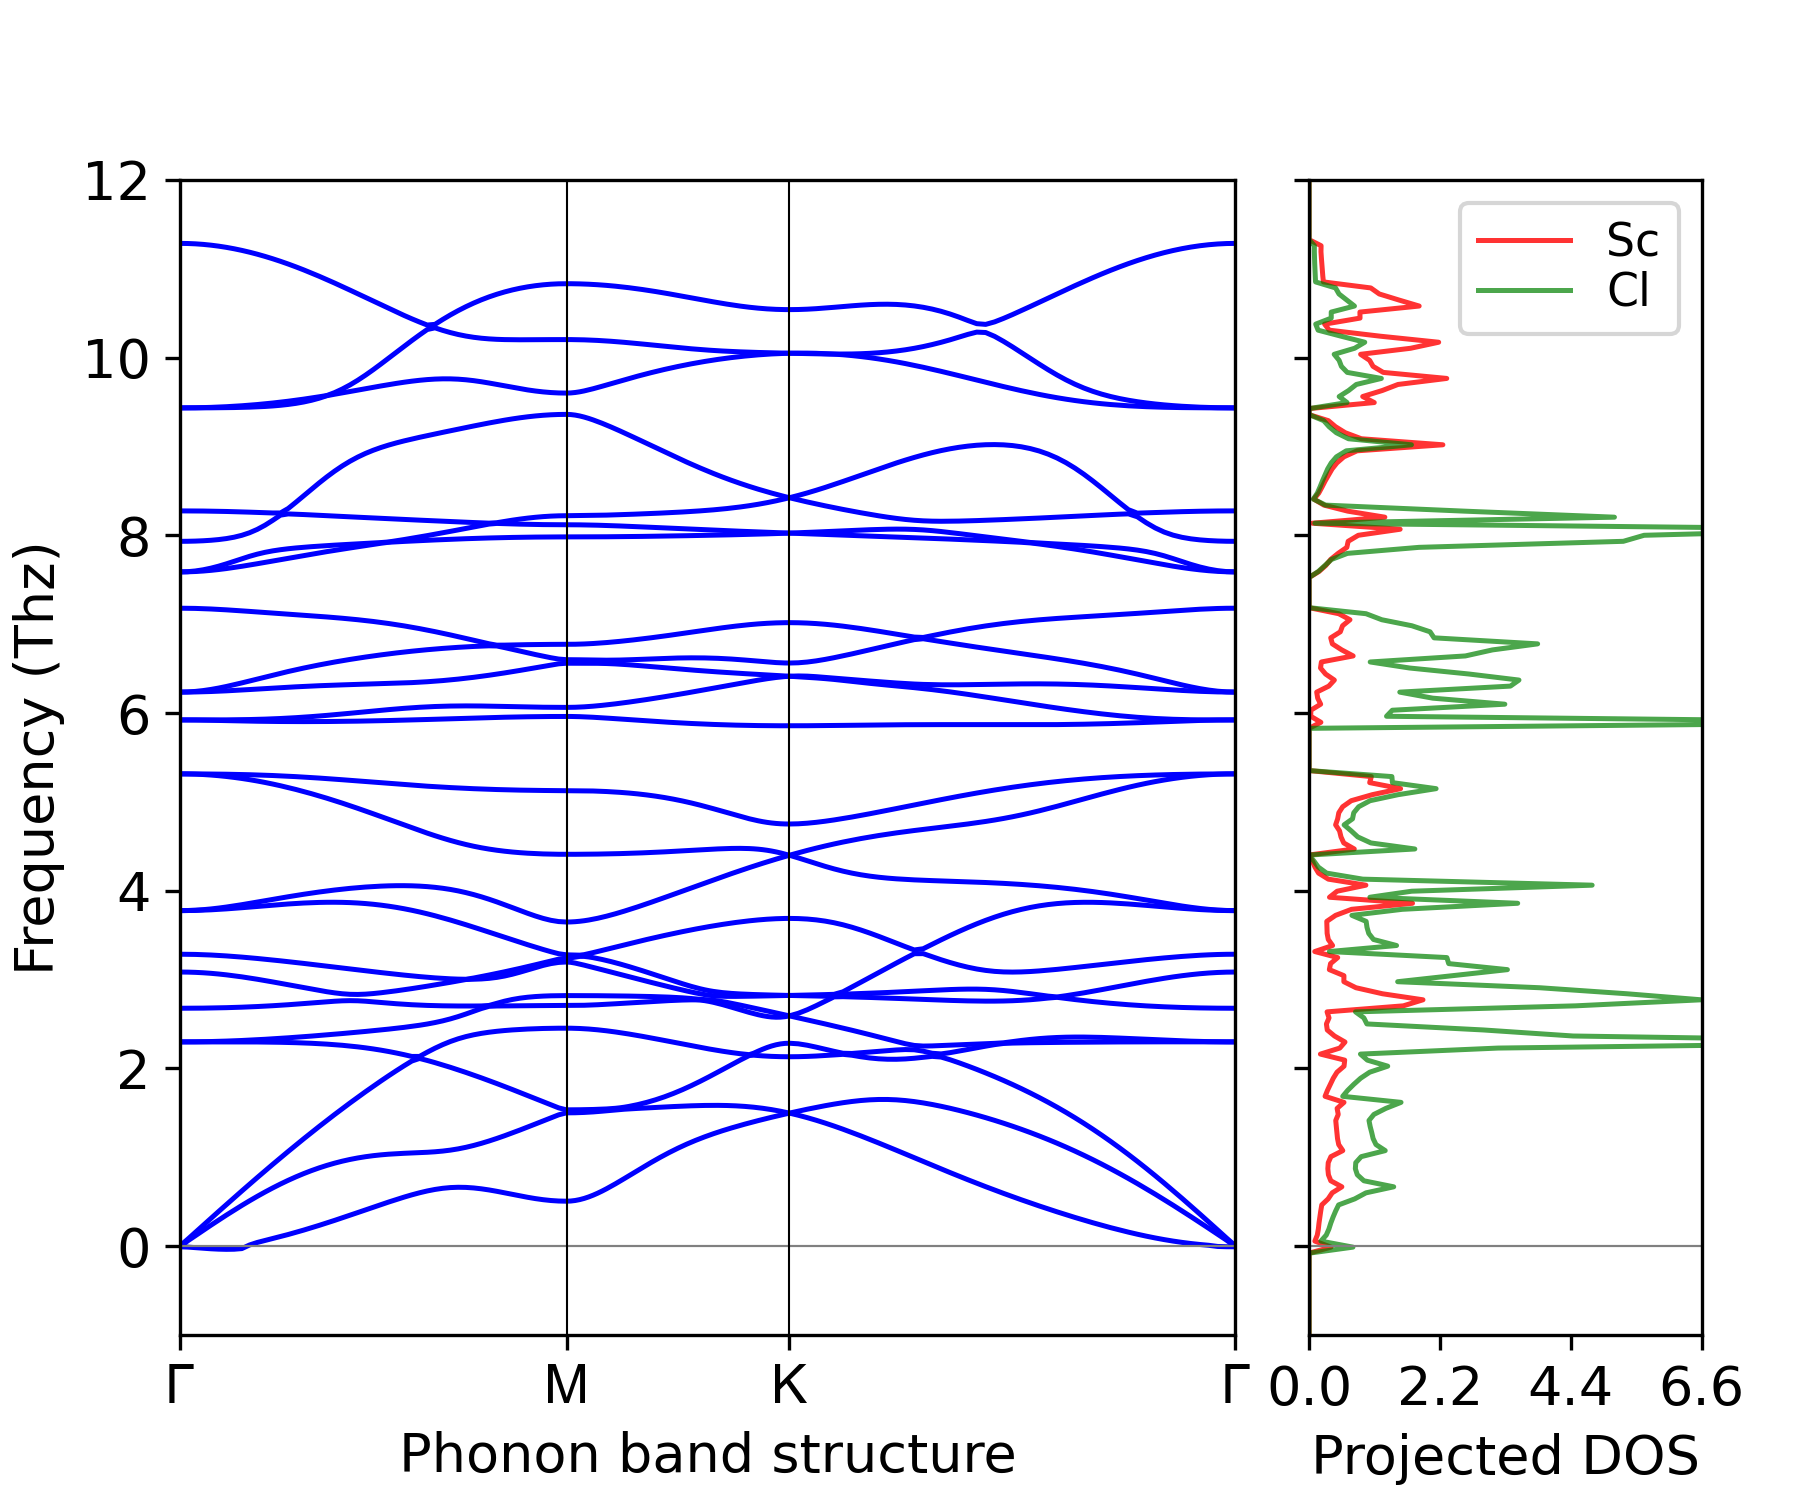 12
10
8
6
4
2
0
Frequency (Thz)
Γ M K Γ
Phonon band structure
Sc
Cl
0.0 2.2 4.4 6.6
Projected DOS